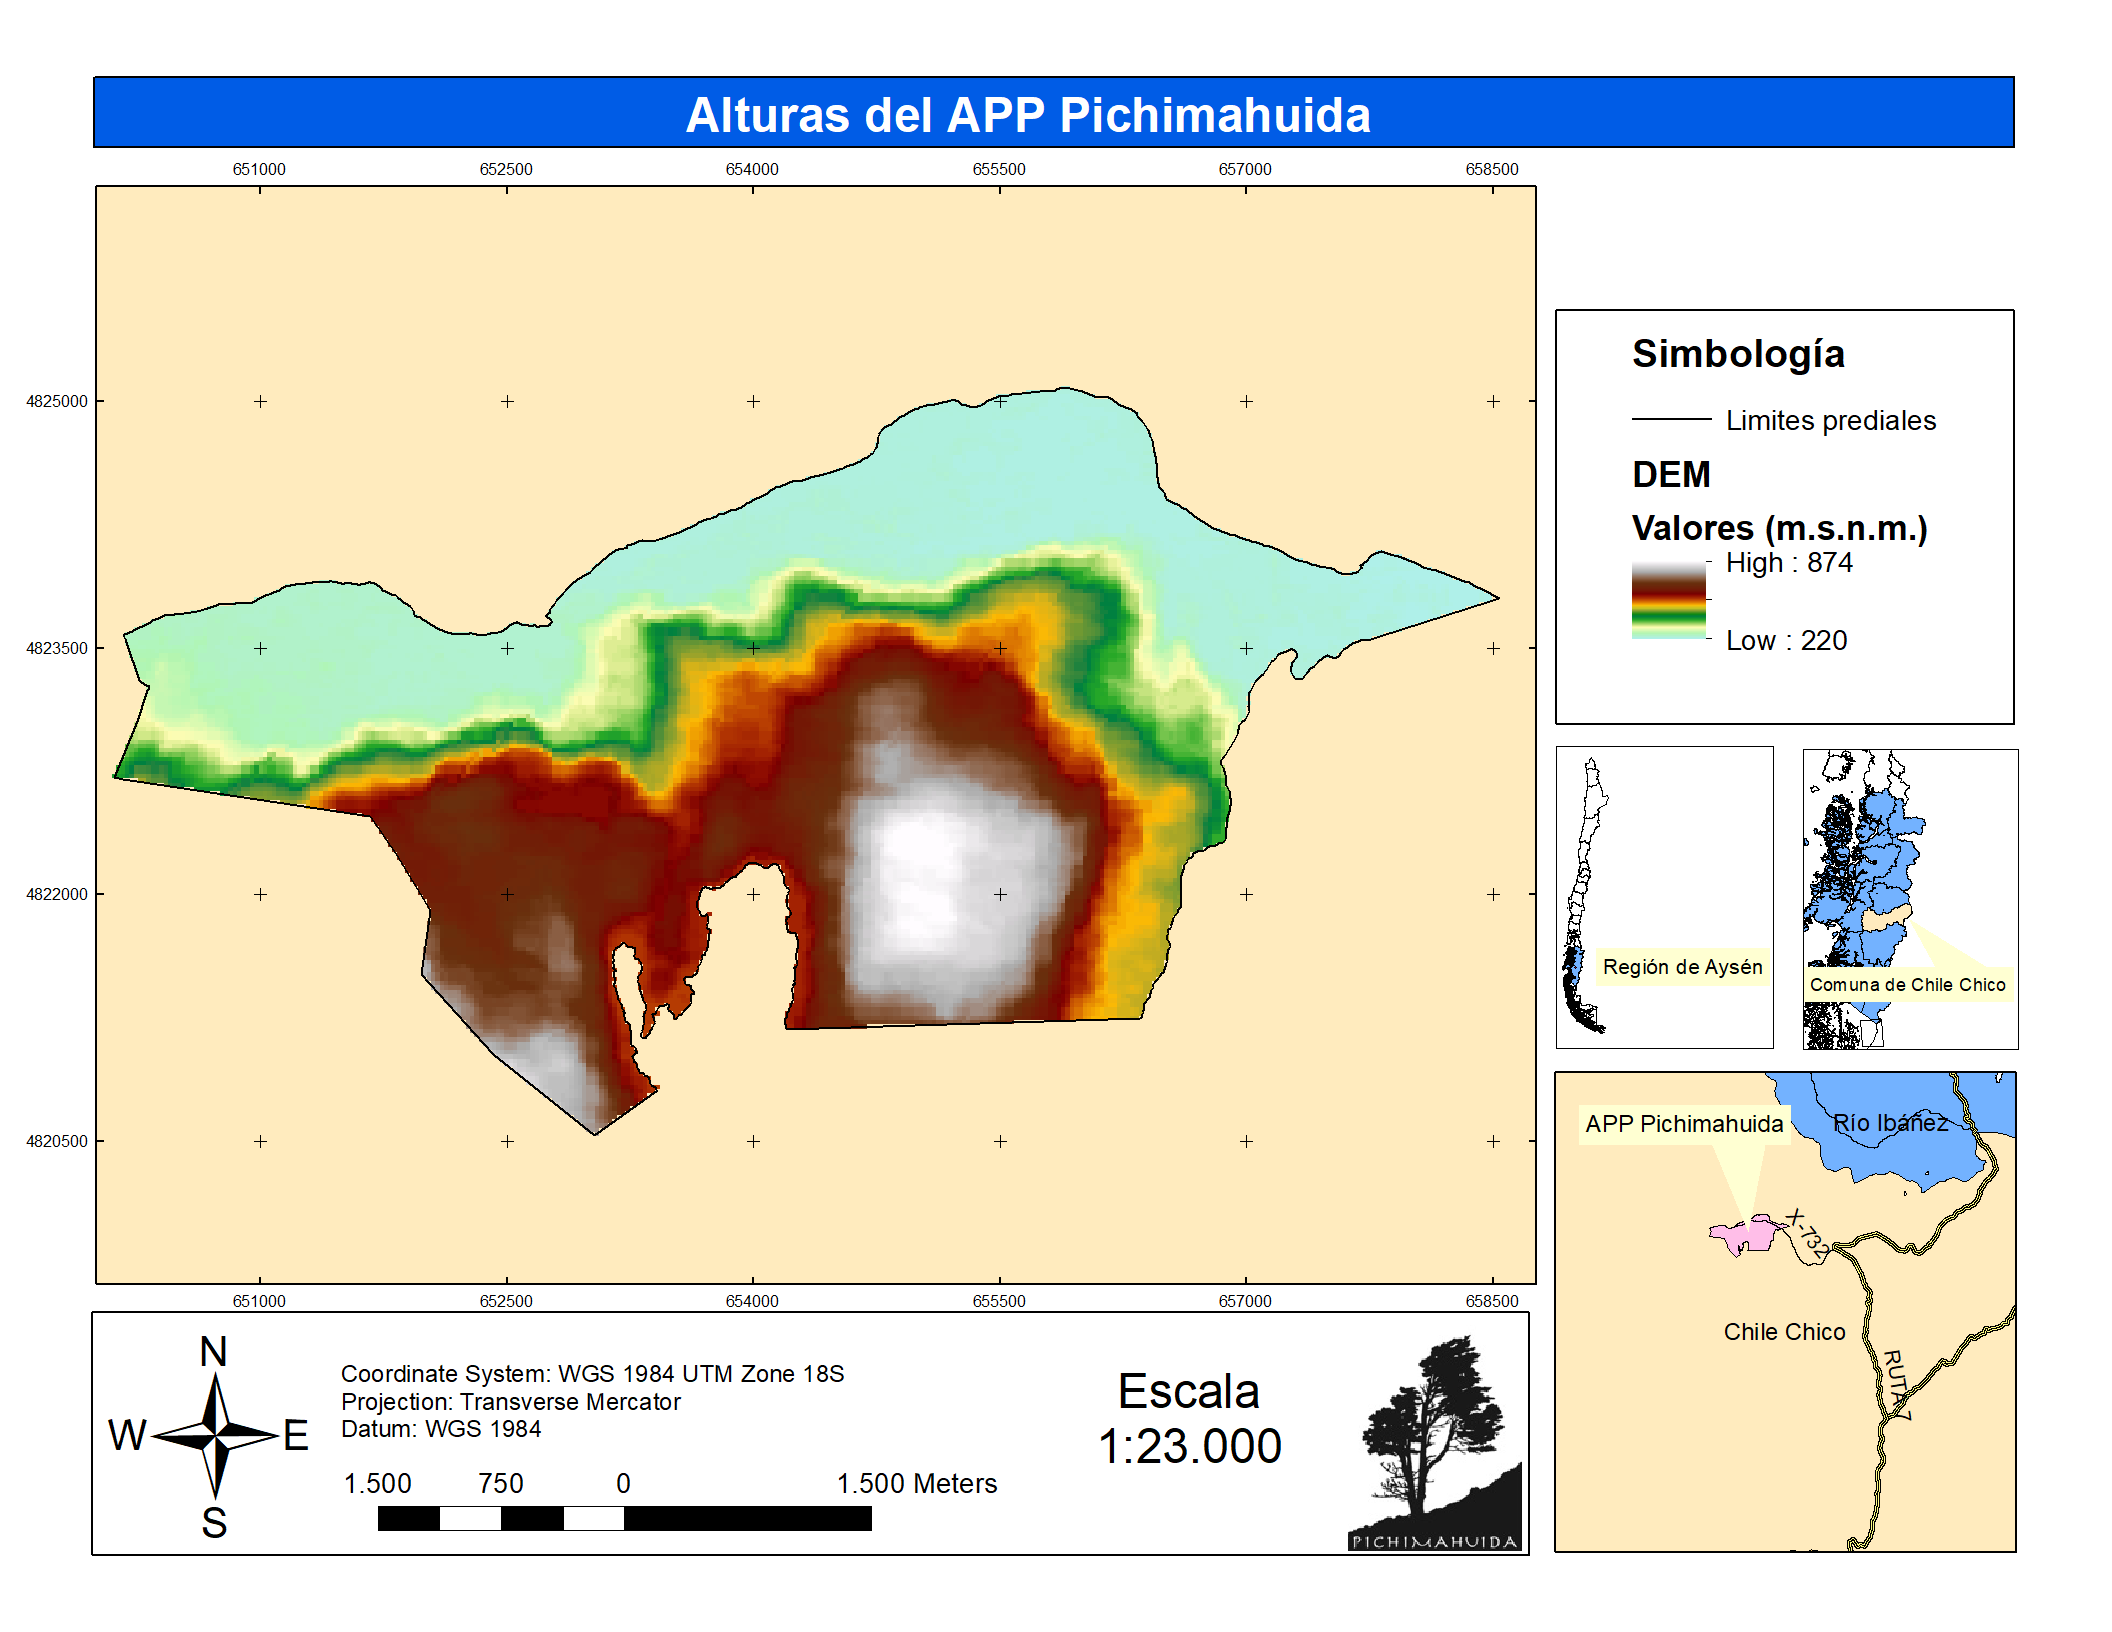 Alturas del APP Pichimahuida
651000 652500 654000 655500 657000 658500
4825000
4823500
4822000
4820500
651000 652500 654000 655500 657000 658500
Simbología
Limites prediales
DEM
Valores (m.s.n.m.)
High : 874
Low : 220
Región de Aysén
Comuna de Chile Chico
Río Ibáñez
APP Pichimahuida
X-732
Chile Chico
RUTA 7
N
W E
S
Coordinate System: WGS 1984 UTM Zone 18S
Projection: Transverse Mercator
Datum: WGS 1984
1.500 750 0 1.500 Meters
Escala
1:23.000
PICHIMAHUIDA